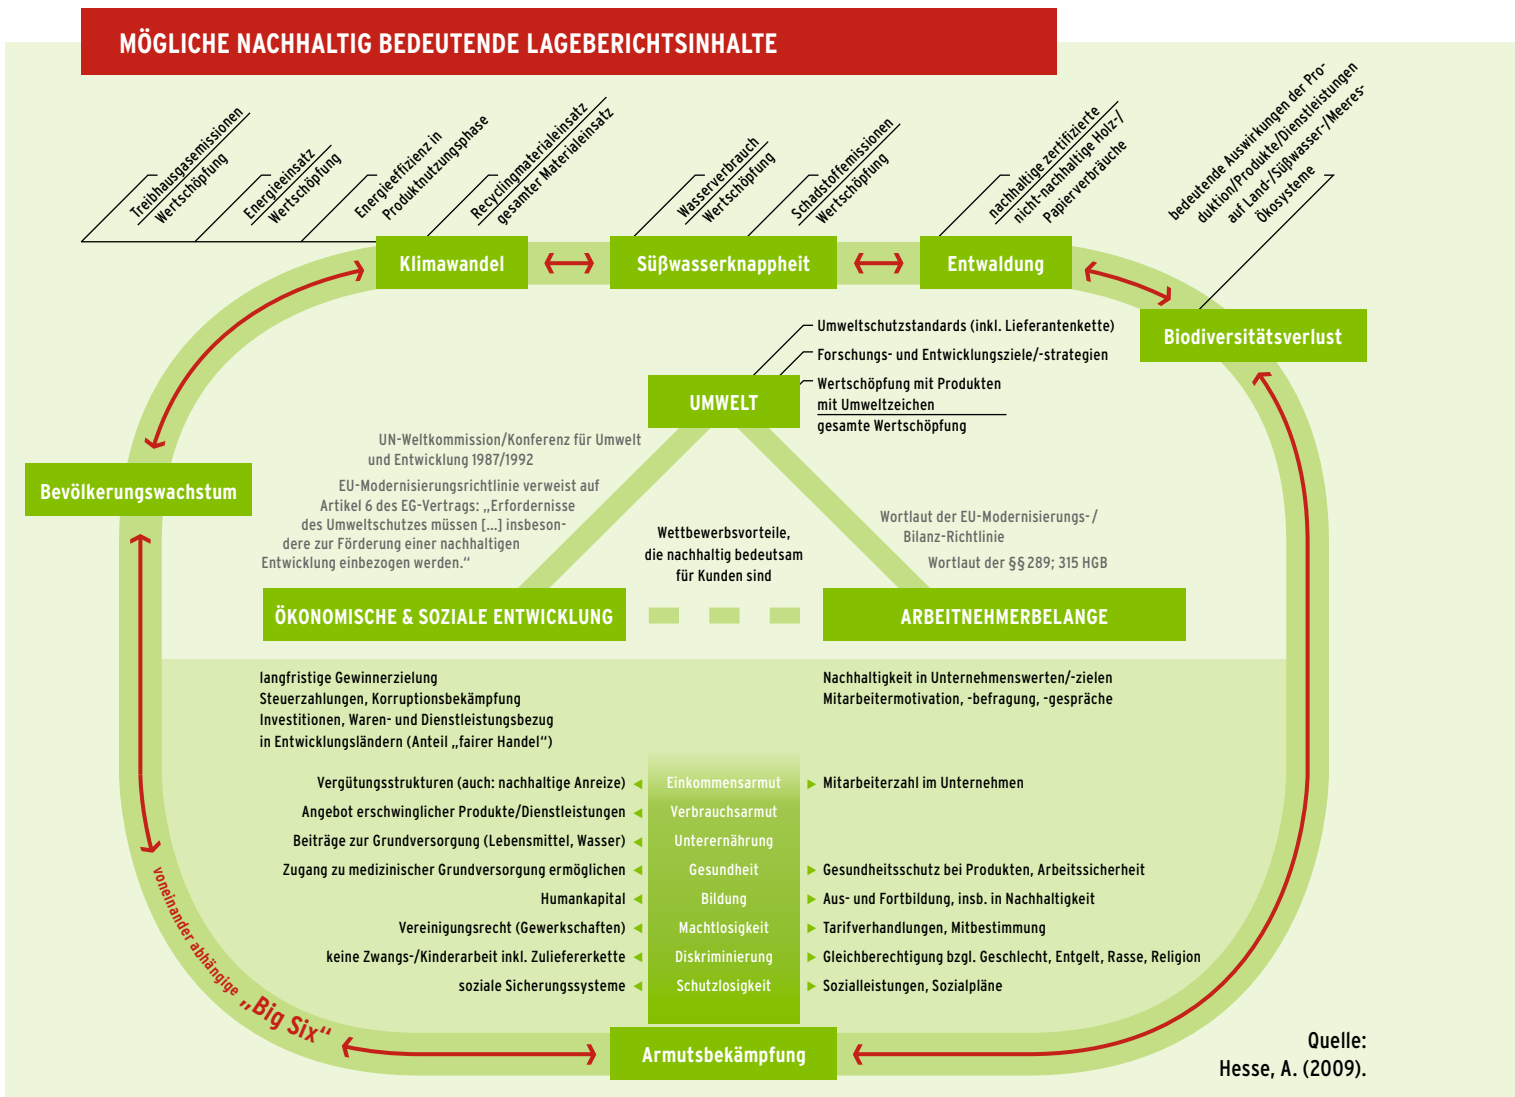 MÖGLICHE NACHHALTIG BEDEUTENDE LAGEBERICHTSINHALTE
Treibhausgasemissionen
Wertschöpfung
Energieeinsatz
Wertschöpfung
Energieeffizienz in
Produktnutzungsphase
Recyclingmaterialeinsatz
gesamter Materialeinsatz
Wasserverbrauch
Wertschöpfung
Schadstoffemissionen
Wertschöpfung
nachhaltige zertifizierte
nicht-nachhaltige Holz-/
Papierverbräuche
bedeutende Auswirkungen der Pro-
duktion/Produkte/Dienstleistungen
auf Land-/Süßwasser-/Meeres-
Ökosysteme
Klimawandel
Süßwasserknappheit
Entwaldung
Biodiversitätsverlust
Umweltschutzstandards (inkl. Lieferantenkette)
Forschungs- und Entwicklungsziele/-strategien
Wertschöpfung mit Produkten
mit Umweltzeichen
gesamte Wertschöpfung
UMWELT
UN-Weltkommission/Konferenz für Umwelt
und Entwicklung 1987/1992
EU-Modernisierungsrichtlinie verweist auf
Artikel 6 des EG-Vertrags: „Erfordernisse
des Umweltschutzes müssen [...] insbeson-
dere zur Förderung einer nachhaltigen
Entwicklung einbezogen werden.“
Bevölkerungswachstum
Wettbewerbsvorteile,
die nachhaltig bedeutsam
für Kunden sind
Wortlaut der EU-Modernisierungs-/
Bilanz-Richtlinie
Wortlaut der §§ 289; 315 HGB
ÖKONOMISCHE & SOZIALE ENTWICKLUNG
ARBEITNEHMERBELANGE
langfristige Gewinnerzielung
Steuerzahlungen, Korruptionsbekämpfung
Investitionen, Waren- und Dienstleistungsbezug
in Entwicklungsländern (Anteil „fairer Handel“)
Nachhaltigkeit in Unternehmenswerten/-zielen
Mitarbeitermotivation, -befragung, -gespräche
Vergütungsstrukturen (auch: nachhaltige Anreize) Einkommensarmut Mitarbeiterzahl im Unternehmen
Angebot erschwinglicher Produkte/Dienstleistungen Verbrauchsarmut
Beiträge zur Grundversorgung (Lebensmittel, Wasser) Unterernährung
Zugang zu medizinischer Grundversorgung ermöglichen Gesundheit Gesundheitsschutz bei Produkten, Arbeitssicherheit
Humankapital Bildung Aus- und Fortbildung, insb. in Nachhaltigkeit
Vereinigungsrecht (Gewerkschaften) Machtlosigkeit Tarifverhandlungen, Mitbestimmung
keine Zwangs-/Kinderarbeit inkl. Zuliefererkette Diskriminierung Gleichberechtigung bzgl. Geschlecht, Entgelt, Rasse, Religion
soziale Sicherungssysteme Schutzlosigkeit Sozialleistungen, Sozialpläne
voneinander abhängige „Big Six“
Armutsbekämpfung
Quelle:
Hesse, A. (2009).